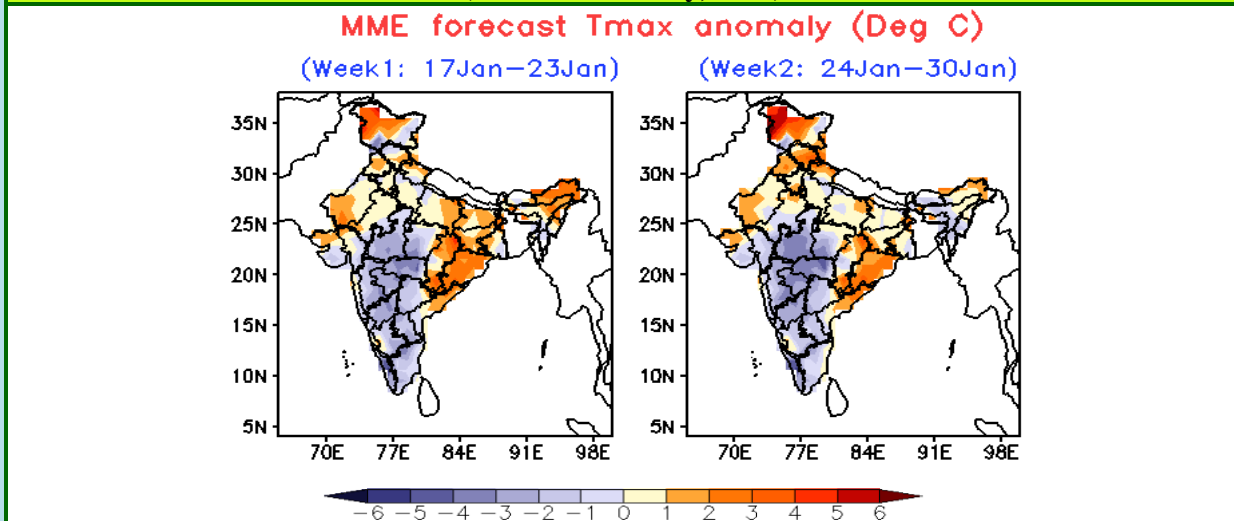 MME forecast Tmax anomaly (Deg C)
(Week1: 17Jan−23Jan)
(Week2: 24Jan−30Jan)
35N
30N
25N
20N
15N
10N
5N
70E 77E 84E 91E 98E
35N
30N
25N
20N
15N
10N
5N
70E 77E 84E 91E 98E
−6 −5 −4 −3 −2 −1 0 1 2 3 4 5 6